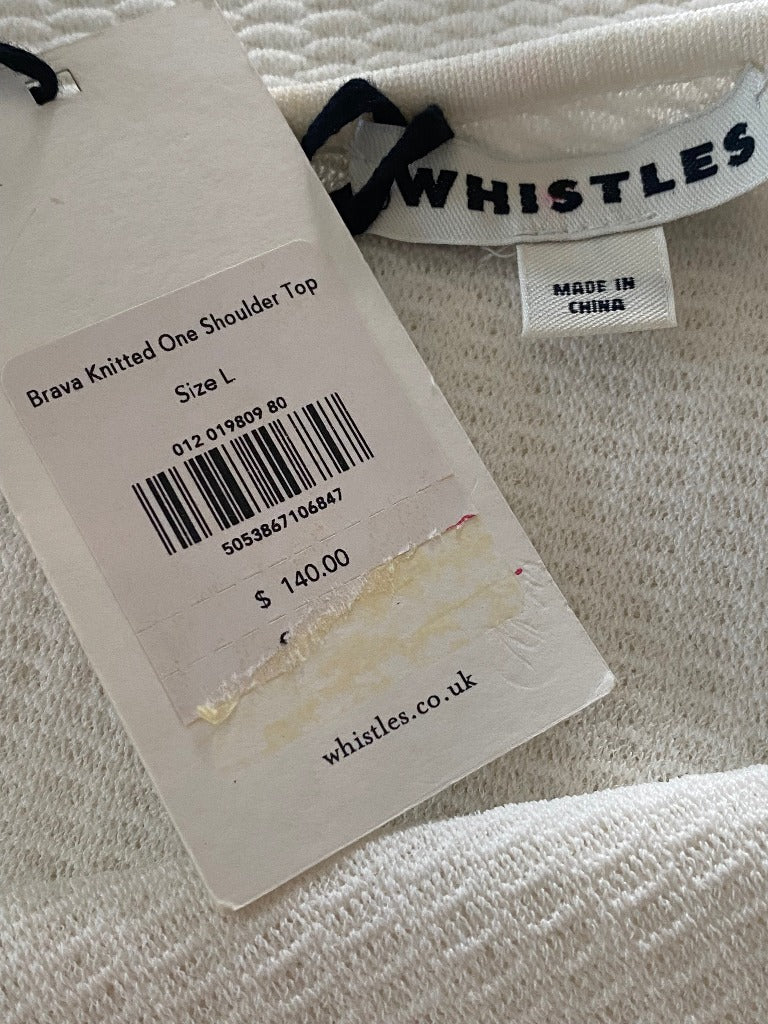 WHISTLES
MADE IN
CHINA
Brava Knitted One Shoulder Top
Size L
012 019809 80
5053867106847
$ 140.00
whistles.co.uk